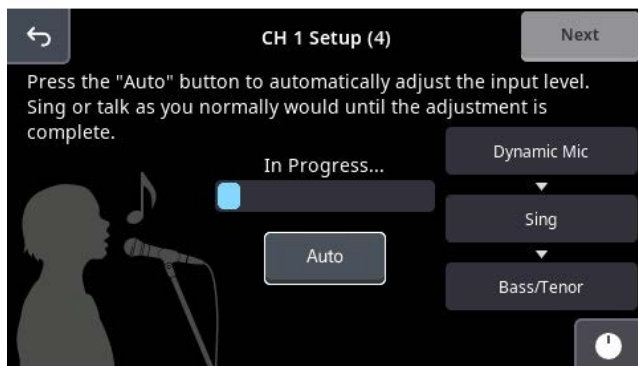 CH 1 Setup (4)
Next
Press the "Auto" button to automatically adjust the input level.
Sing or talk as you normally would until the adjustment is
complete.
In Progress...
Auto
Dynamic Mic
Sing
Bass/Tenor